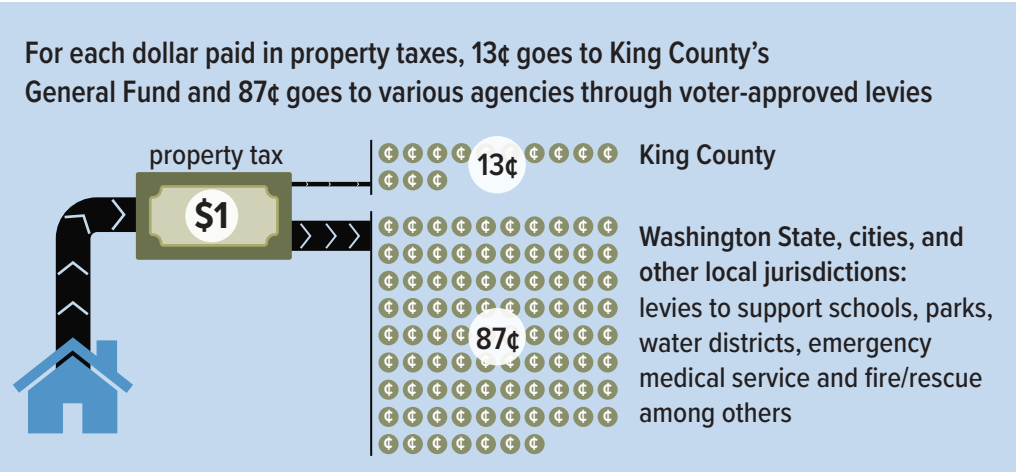 For each dollar paid in property taxes, 13¢ goes to King County’s
General Fund and 87¢ goes to various agencies through voter-approved levies
property tax
$1
13¢
King County
87¢
Washington State, cities, and
other local jurisdictions:
levies to support schools, parks,
water districts, emergency
medical service and fire/rescue
among others